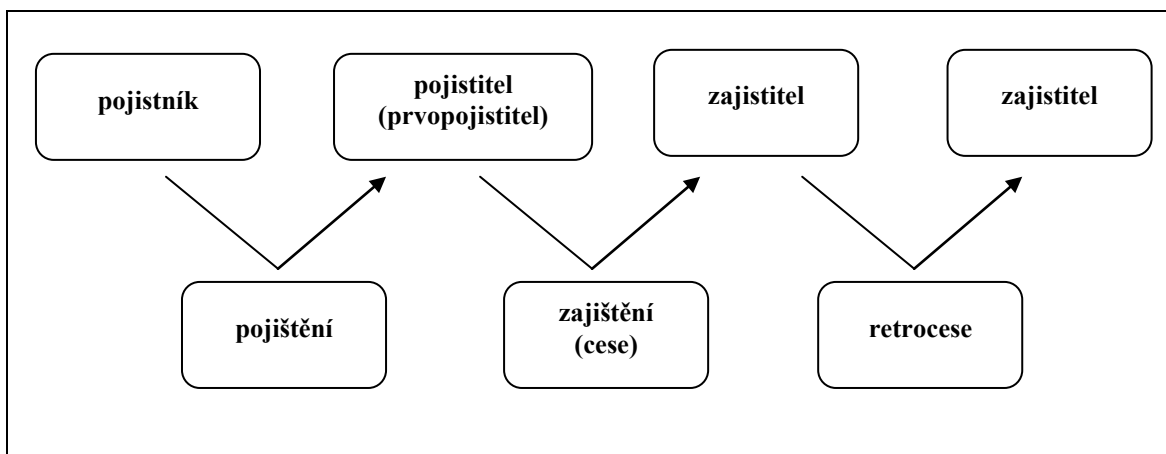 pojistník
pojistitel
(prvopojistitel)
zajistitel
zajistitel
pojištění
zajištění
(cese)
retrocese